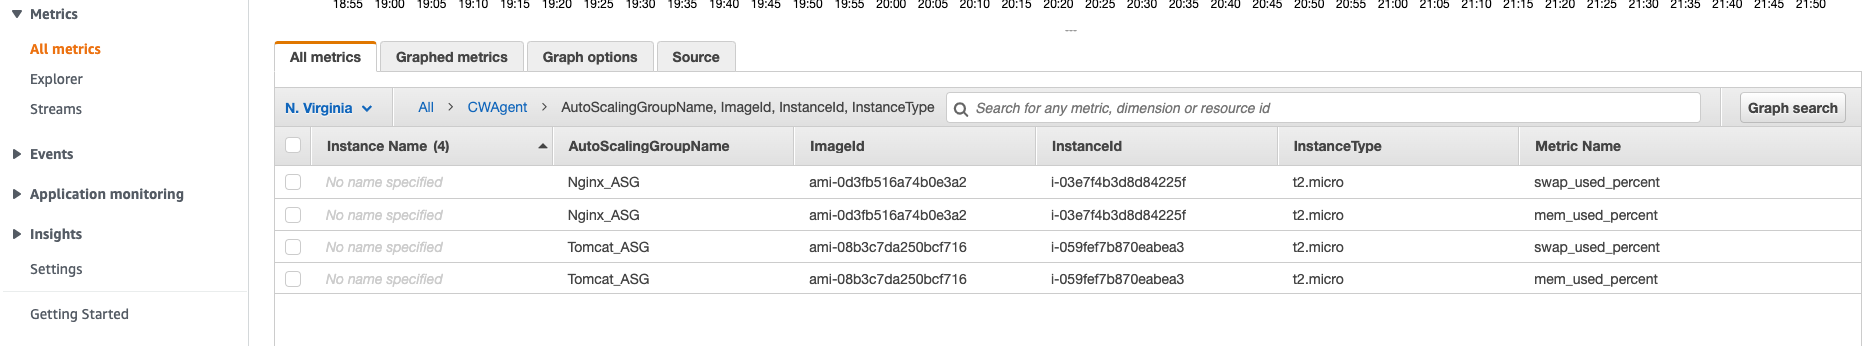 18:55 19:00 19:05 19:10 19:15 19:20 19:25 19:30 19:35 19:40 19:45 19:50 19:55 20:00 20:05 20:10 20:15 20:20 20:25 20:30 20:35 20:40 20:45 20:50 20:55 21:00 21:05 21:10 21:15 21:20 21:25 21:30 21:35 21:40 21:45 21:50
Metrics
All metrics
Explorer
Streams
Events
Application monitoring
Insights
Settings
Getting Started
---
All metrics Graphed metrics Graph options Source
N. Virginia All > CWAgent > AutoScalingGroupName, ImageId, InstanceId, InstanceType Search for any metric, dimension or resource id Graph search
Instance Name (4) AutoScalingGroupName ImageId InstanceId InstanceType Metric Name
No name specified Nginx_ASG ami-0d3fb516a74b0e3a2 i-03e7f4b3d8d84225f t2.micro swap_used_percent
No name specified Nginx_ASG ami-0d3fb516a74b0e3a2 i-03e7f4b3d8d84225f t2.micro mem_used_percent
No name specified Tomcat_ASG ami-08b3c7da250bcf716 i-059fef7b870eabea3 t2.micro swap_used_percent
No name specified Tomcat_ASG ami-08b3c7da250bcf716 i-059fef7b870eabea3 t2.micro mem_used_percent